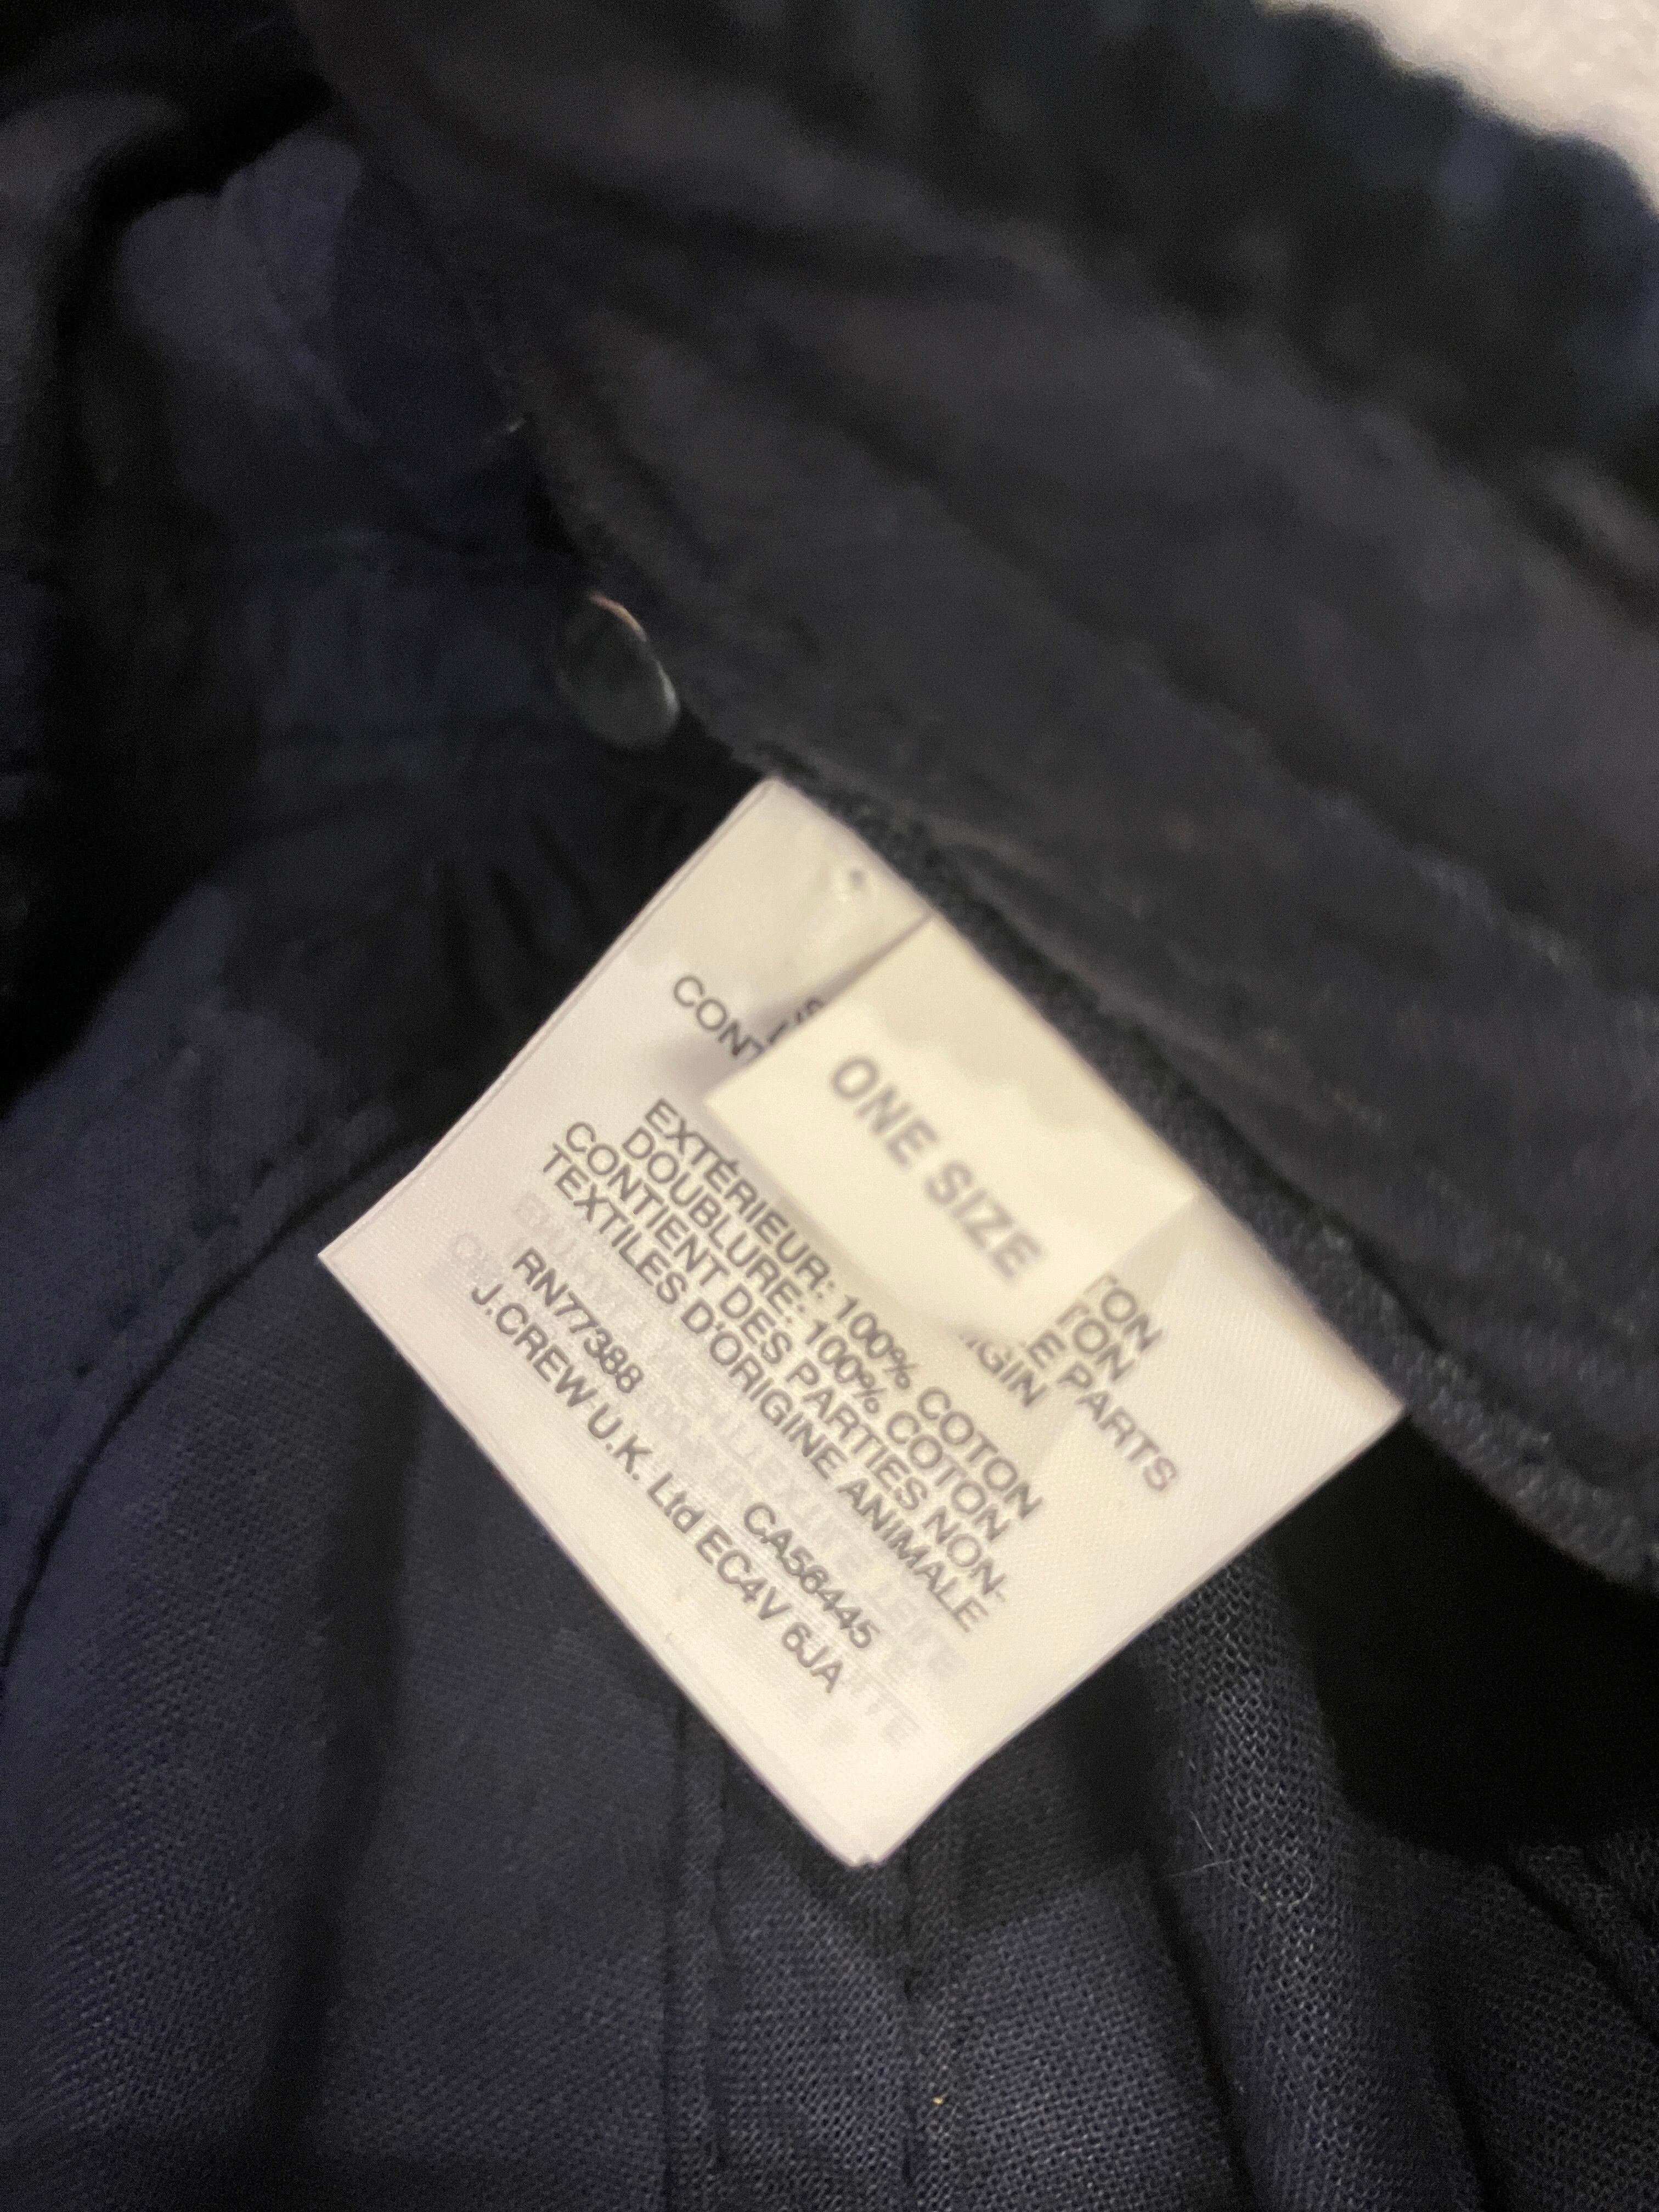 ONE SIZE
CONT
TON
TON
E PARTS
IGIN
EXTÉRIEUR: 100% COTON
DOUBLURE: 100% COTON
CONTIENT DES PARTIES NON-
TEXTILES D'ORIGINE ANIMALE
RN77388 CA56445
J.CREW U.K. Ltd EC4V 6JA